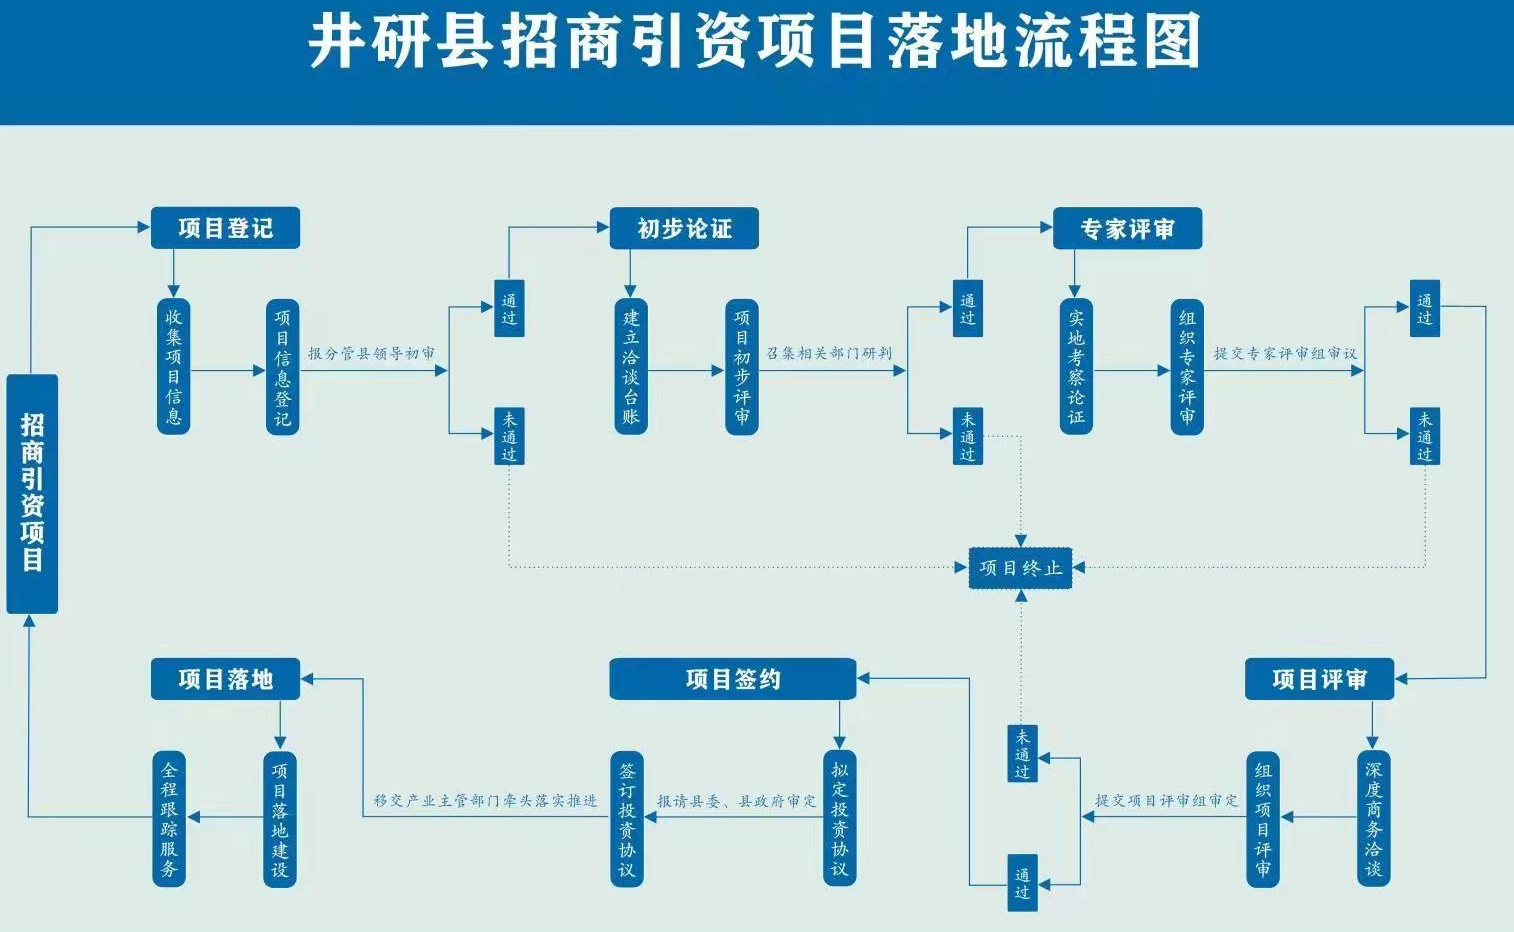 井研县招商引资项目落地流程图
招商引资项目
项目登记
收集项目信息
项目信息登记
报分管县领导初审
通过
未通过
初步论证
建立洽谈台账
项目初步评审
召集相关部门研判
通过
未通过
专家评审
实地考察论证
组织专家评审
提交专家评审组审议
通过
未通过
项目终止
项目评审
深度商务洽谈
组织项目评审
提交项目评审组审定
未通过
通过
项目签约
拟定投资协议
报请县委、县政府审定
签订投资协议
移交产业主管部门牵头落实推进
项目落地
项目落地建设
全程跟踪服务